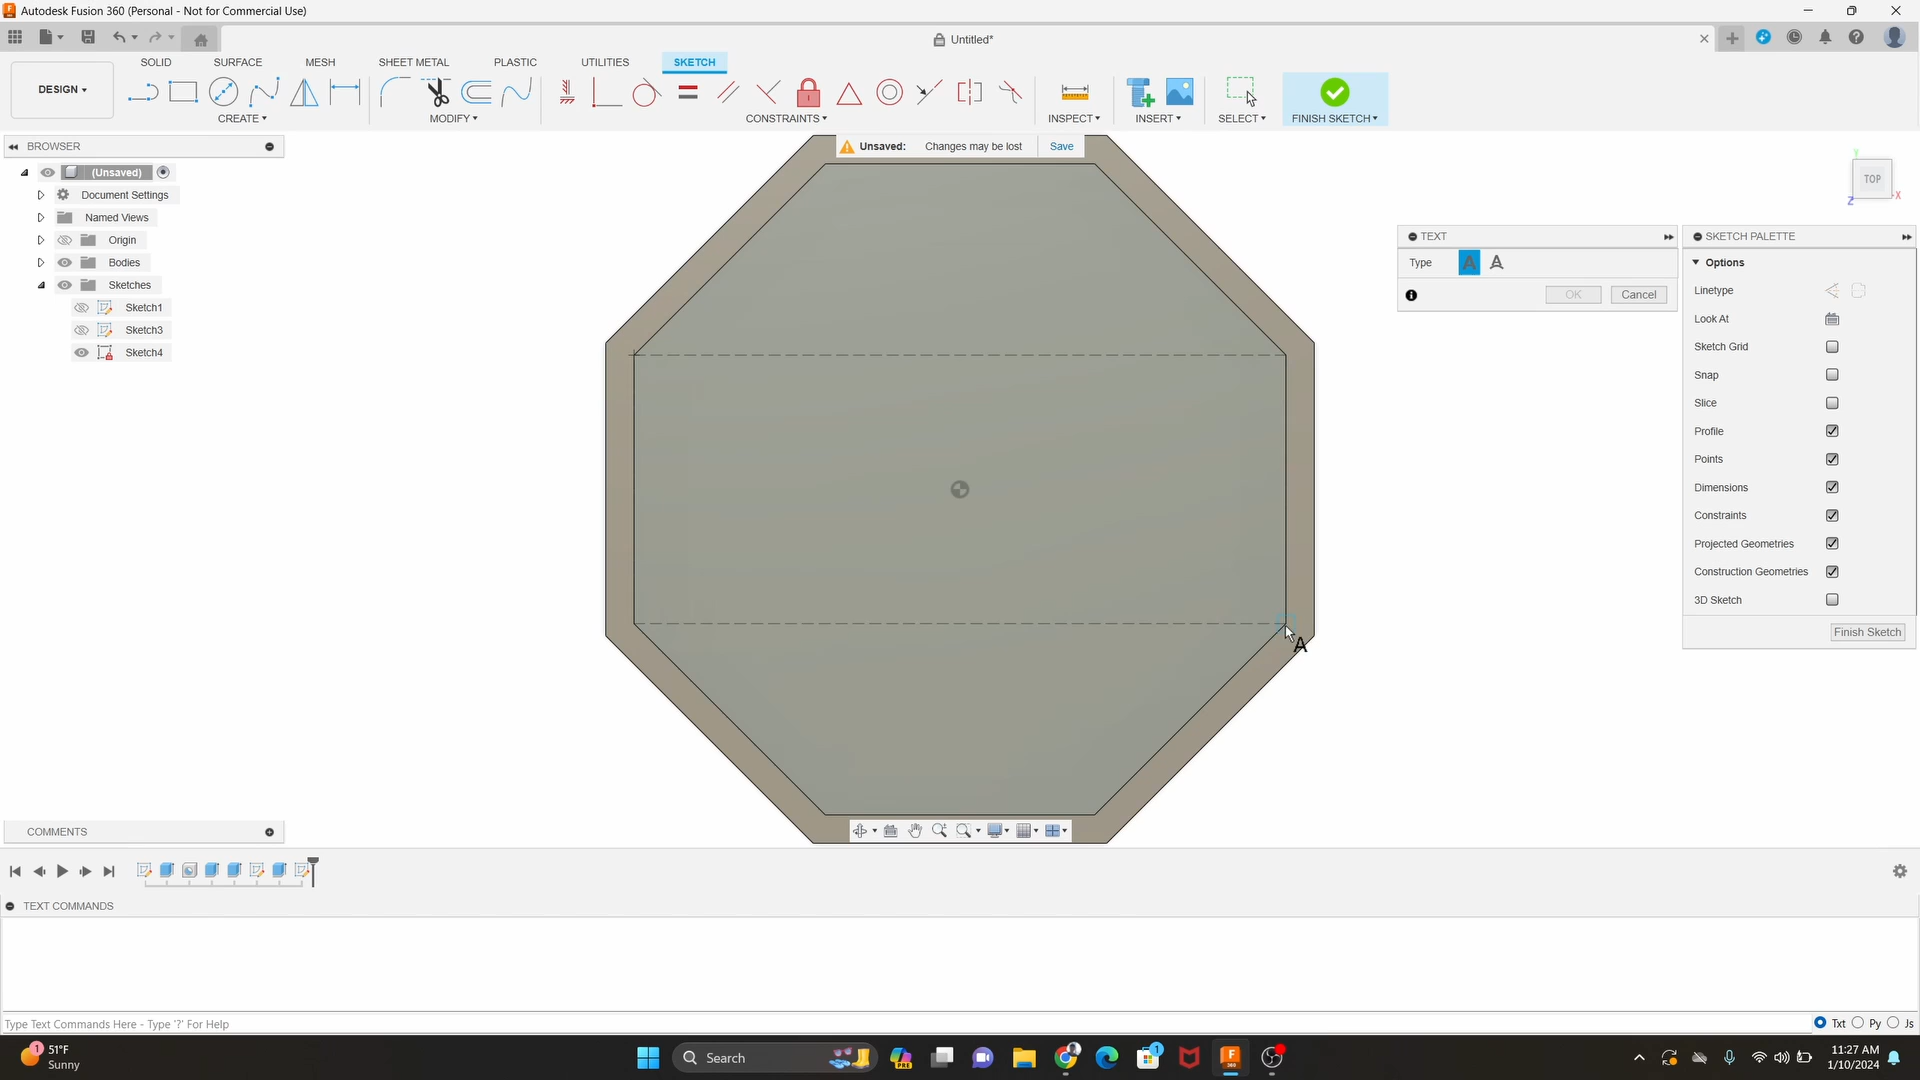 Autodesk Fusion 360 (Personal - Not for Commercial Use)
Untitled*
SOLID SURFACE MESH SHEET METAL PLASTIC UTILITIES SKETCH
DESIGN
CREATE MODIFY CONSTRAINTS INSPECT INSERT SELECT FINISH SKETCH
BROWSER
Unsaved: Changes may be lost Save
(Unsaved)
Document Settings
Named Views
Origin
Bodies
Sketches
Sketch1
Sketch3
Sketch4
TOP
Y
X
Z
TEXT
Type A A
OK Cancel
SKETCH PALETTE
Options
Linetype
Look At
Sketch Grid
Snap
Slice
Profile
Points
Dimensions
Constraints
Projected Geometries
Construction Geometries
3D Sketch
Finish Sketch
A
COMMENTS
TEXT COMMANDS
Type Text Commands Here - Type '?' For Help
Txt Py Js
1
51°F
Sunny
Search
PRE
1
F
360
11:27 AM
1/10/2024